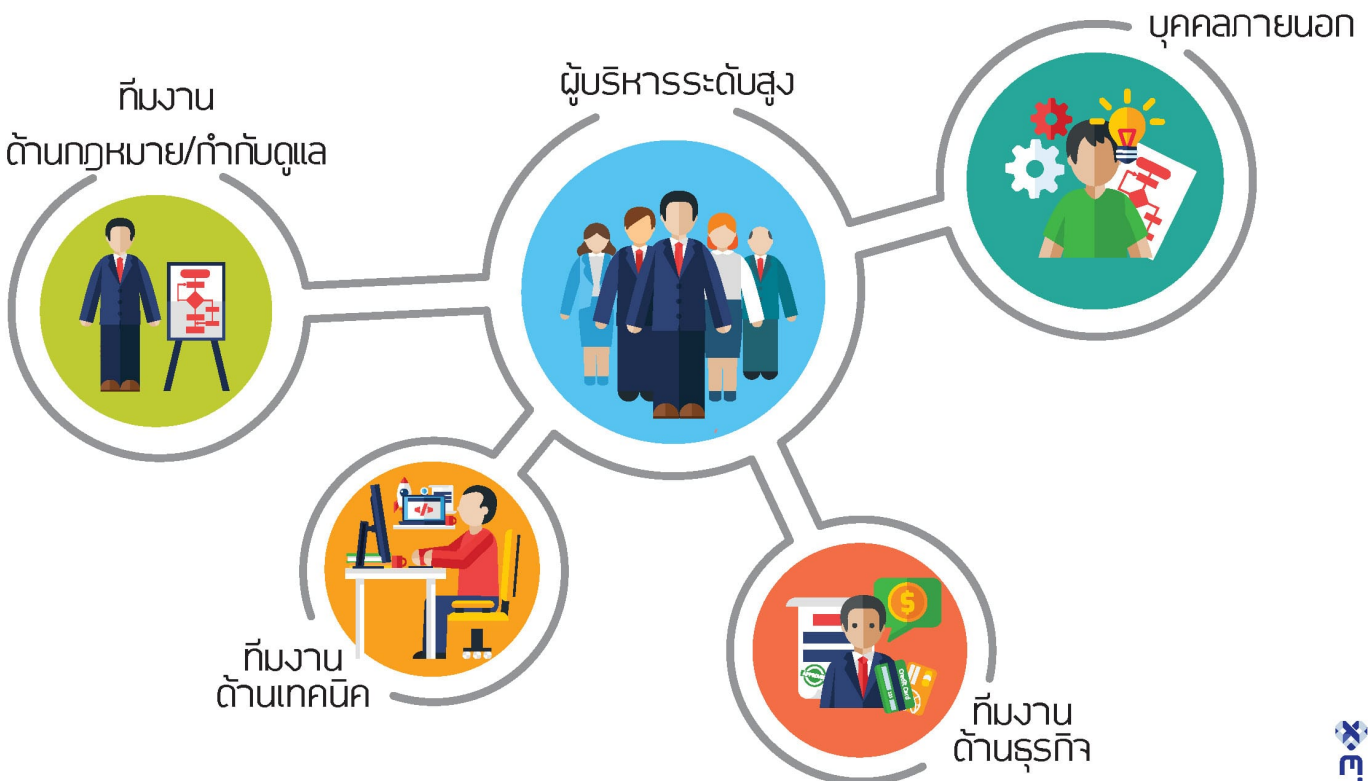 บุคคลภายนอก
ผู้บริหารระดับสูง
ทีมงาน
ด้านกฎหมาย/กำกับดูแล
ทีมงาน
ด้านเทคนิค
ทีมงาน
ด้านธุรกิจ